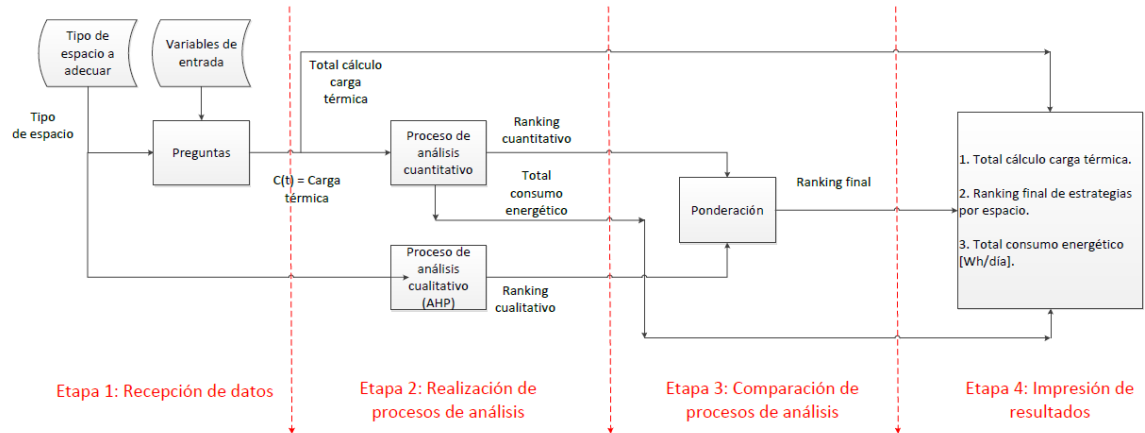 Tipo de
espacio a
adecuar
Variables de
entrada
Tipo
de espacio
Preguntas
C(t) = Carga
térmica
Total cálculo
carga
térmica
Proceso de
análisis
cuantitativo
Ranking
cuantitativo
Total
consumo
energético
Proceso de
análisis
cualitativo
(AHP)
Ranking
cualitativo
Ponderación
Ranking final
1. Total cálculo carga térmica.
2. Ranking final de estrategias
por espacio.
3. Total consumo energético
[Wh/día].
Etapa 1: Recepción de datos
Etapa 2: Realización de
procesos de análisis
Etapa 3: Comparación de
procesos de análisis
Etapa 4: Impresión de
resultados